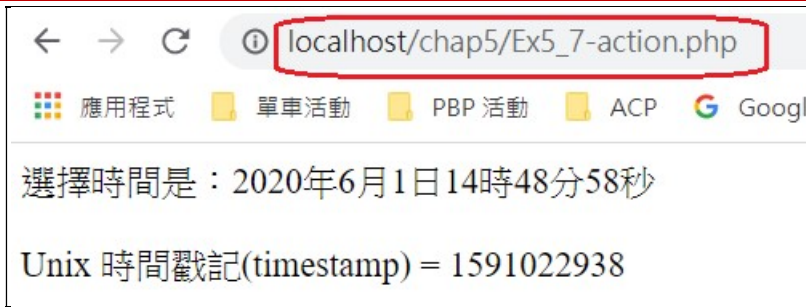 localhost/chap5/Ex5_7-action.php
應用程式 單車活動 PBP 活動 ACP G Googl
選擇時間是：2020年6月1日14時48分58秒
Unix 時間戳記(timestamp) = 1591022938